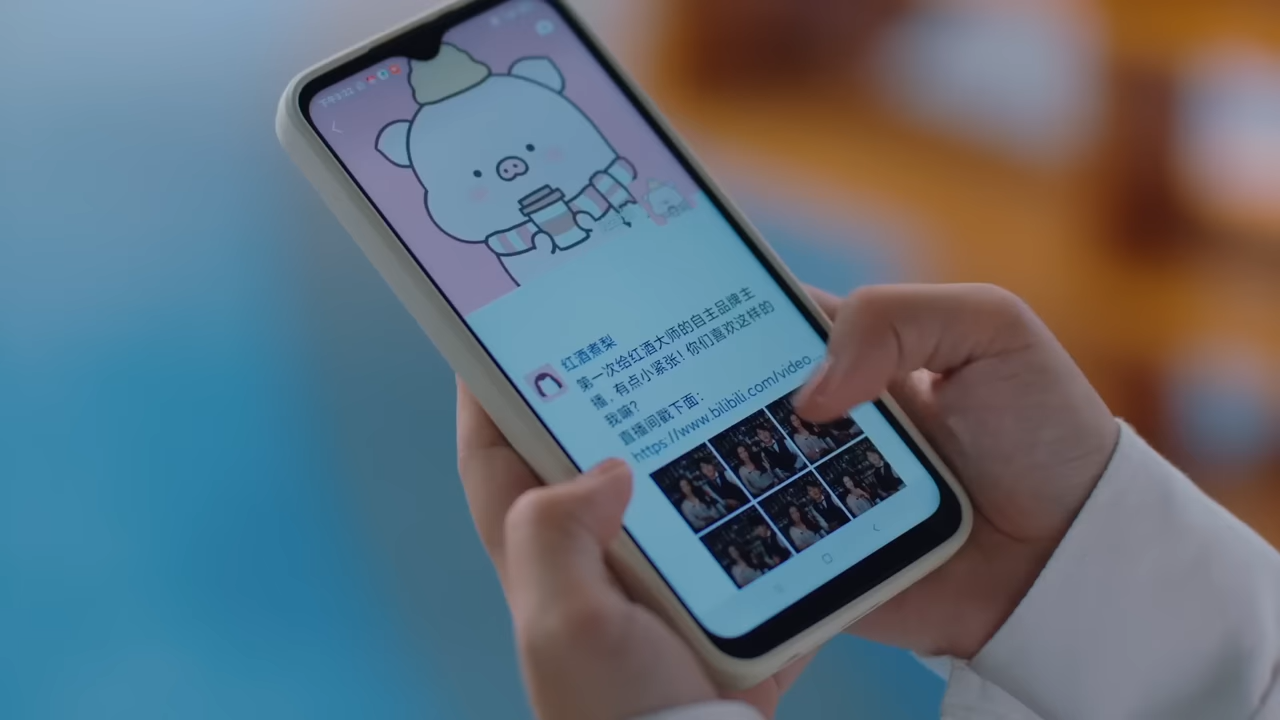 红酒煮梨
第一次给红酒大师的自主品牌主
播,有点小紧张!你们喜欢这样的
我嘛?
直播间戳下面:
https://www.bilibili.com/video...